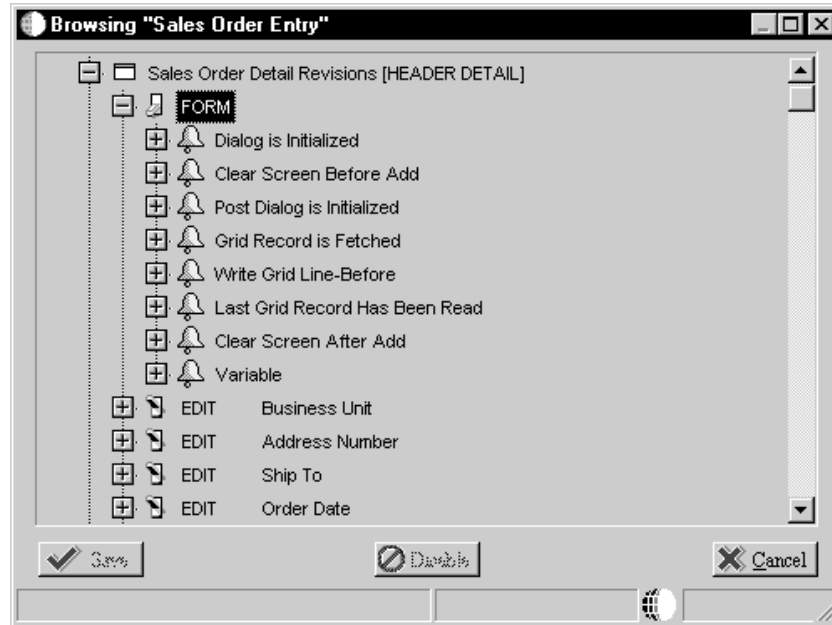 Browsing "Sales Order Entry"
Sales Order Detail Revisions [HEADER DETAIL]
FORM
Dialog is Initialized
Clear Screen Before Add
Post Dialog is Initialized
Grid Record is Fetched
Write Grid Line-Before
Last Grid Record Has Been Read
Clear Screen After Add
Variable
EDIT Business Unit
EDIT Address Number
EDIT Ship To
EDIT Order Date
Save Disable Cancel